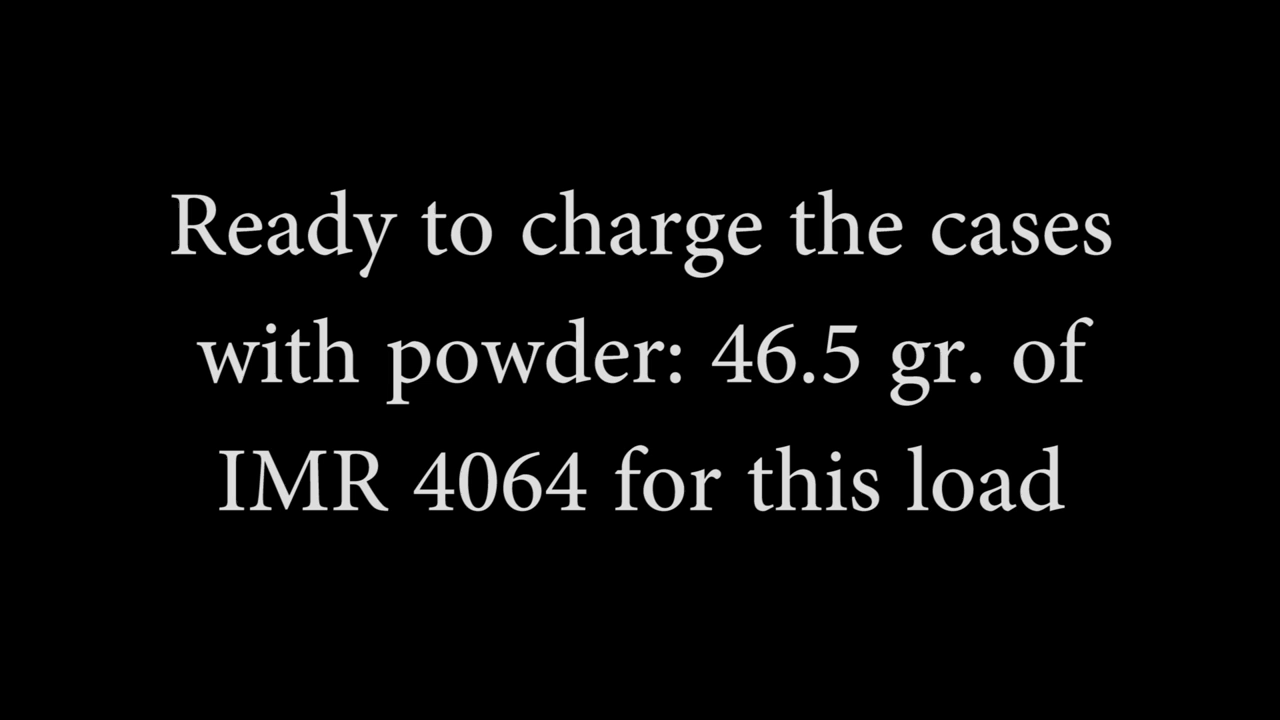 Ready to charge the cases
with powder: 46.5 gr. of
IMR 4064 for this load